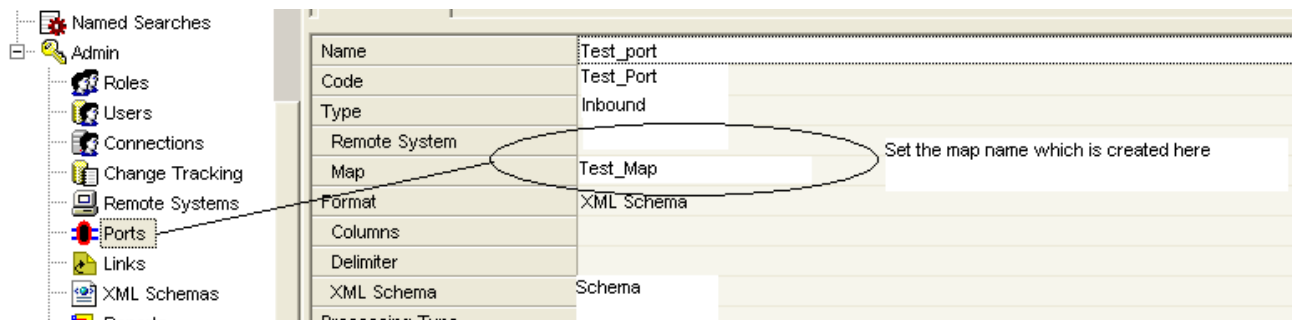 Named Searches
Admin
Roles
Users
Connections
Change Tracking
Remote Systems
Ports
Links
XML Schemas
Name Test_port
Code Test_Port
Type Inbound
Remote System
Map Test_Map
Set the map name which is created here
Format XML Schema
Columns
Delimiter
XML Schema Schema
Processing Type